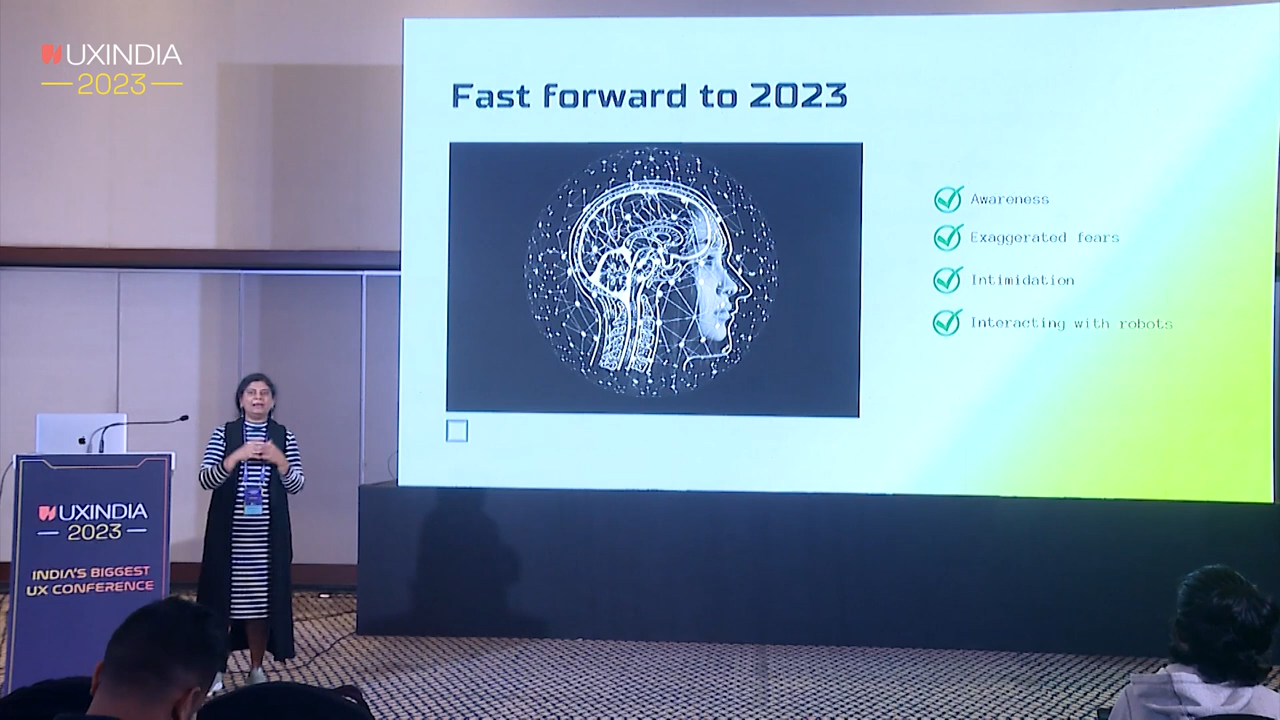 UXINDIA
2023
Fast forward to 2023
Awareness
Exaggerated fears
Intimidation
Interacting with robots
UXINDIA
2023
INDIA'S BIGGEST
UX CONFERENCE